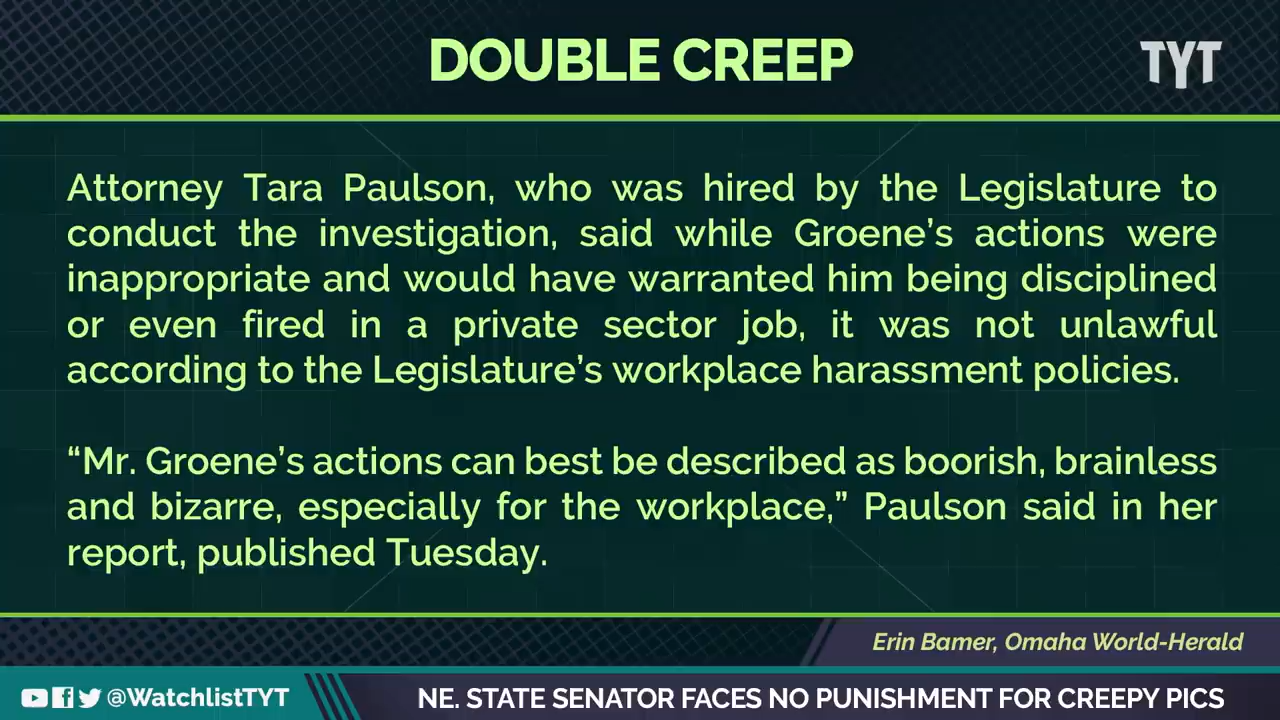 DOUBLE CREEP
TYT
Attorney Tara Paulson, who was hired by the Legislature to
conduct the investigation, said while Groene’s actions were
inappropriate and would have warranted him being disciplined
or even fired in a private sector job, it was not unlawful
according to the Legislature’s workplace harassment policies.
“Mr. Groene’s actions can best be described as boorish, brainless
and bizarre, especially for the workplace,” Paulson said in her
report, published Tuesday.
Erin Bamer, Omaha World-Herald
@WatchlistTYT
NE. STATE SENATOR FACES NO PUNISHMENT FOR CREEPY PICS